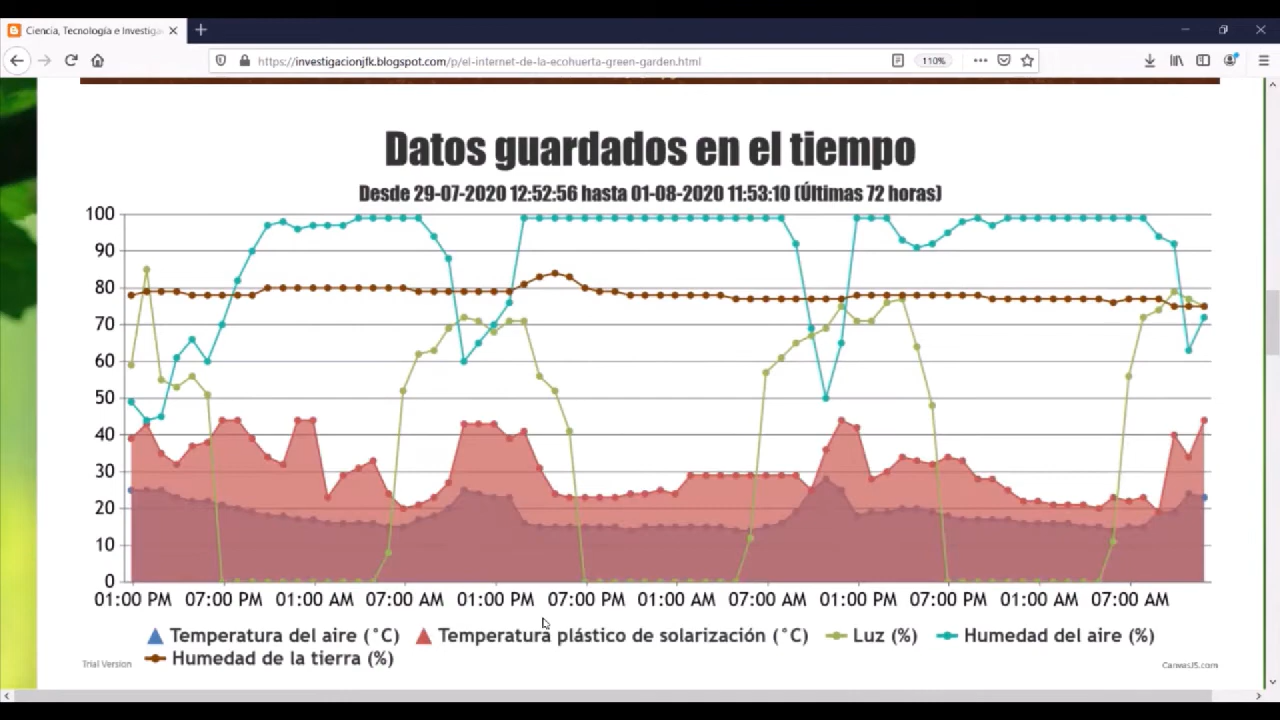 Ciencia, Tecnología e Investiga
https://investigacionjfk.blogspot.com/p/el-internet-de-la-ecohuerta-green-garden.html
110%
Datos guardados en el tiempo
Desde 29-07-2020 12:52:56 hasta 01-08-2020 11:53:10 (Últimas 72 horas)
100
90
80
70
60
50
40
30
20
10
0
01:00 PM 07:00 PM 01:00 AM 07:00 AM 01:00 PM 07:00 PM 01:00 AM 07:00 AM 01:00 PM 07:00 PM 01:00 AM 07:00 AM
Temperatura del aire (°C) Temperatura plástico de solarización (°C) Luz (%) Humedad del aire (%)
Humedad de la tierra (%)
Trial Version
CanvasJS.com